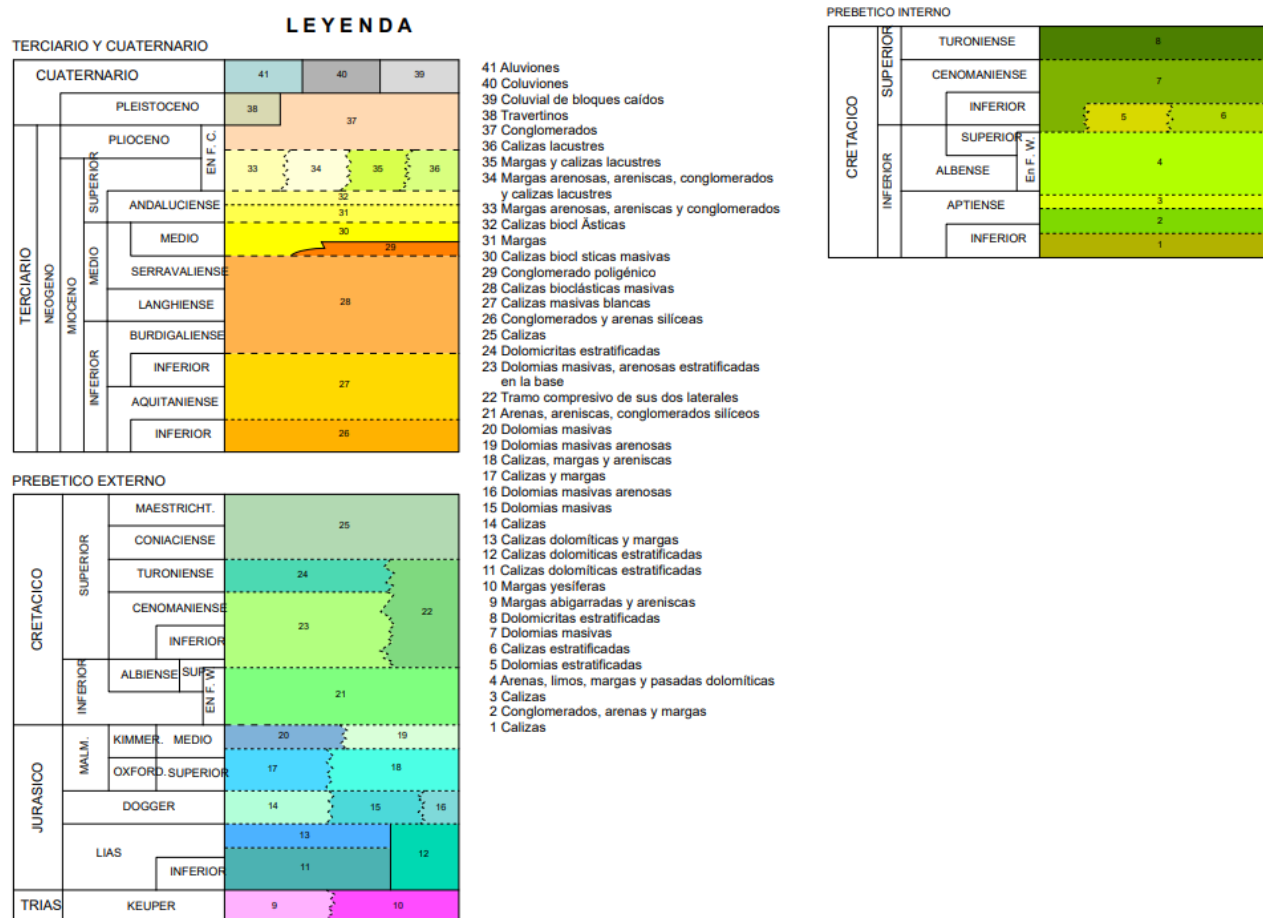 LEYENDA
TERCIARIO Y CUATERNARIO
CUATERNARIO
41
40
39
PLEISTOCENO
38
37
PLIOCENO
EN F. C.
33
34
35
36
TERCIARIO
NEOGENO
MIOCENO
SUPERIOR
ANDALUCIENSE
32
31
MEDIO
MEDIO
30
29
SERRAVALIENSE
LANGHIENSE
28
BURDIGALIENSE
INFERIOR
INFERIOR
27
AQUITANIENSE
INFERIOR
26
PREBETICO EXTERNO
CRETACICO
SUPERIOR
MAESTRICHT.
25
CONIACIENSE
TURONIENSE
24
CENOMANIENSE
23
22
INFERIOR
INFERIOR
ALBIENSE
SUP
EN F. W
21
JURASICO
MALM.
KIMMER.
MEDIO
20
19
OXFORD.
SUPERIOR
17
18
DOGGER
14
15
16
LIAS
13
12
INFERIOR
11
TRIAS
KEUPER
9
10
41 Aluviones
40 Coluviones
39 Coluvial de bloques caídos
38 Travertinos
37 Conglomerados
36 Calizas lacustres
35 Margas y calizas lacustres
34 Margas arenosas, areniscas, conglomerados
y calizas lacustres
33 Margas arenosas, areniscas y conglomerados
32 Calizas biocl Ästicas
31 Margas
30 Calizas biocl sticas masivas
29 Conglomerado poligénico
28 Calizas bioclásticas masivas
27 Calizas masivas blancas
26 Conglomerados y arenas silíceas
25 Calizas
24 Dolomicritas estratificadas
23 Dolomias masivas, arenosas estratificadas
en la base
22 Tramo compresivo de sus dos laterales
21 Arenas, areniscas, conglomerados silíceos
20 Dolomias masivas
19 Dolomias masivas arenosas
18 Calizas, margas y areniscas
17 Calizas y margas
16 Dolomias masivas arenosas
15 Dolomias masivas
14 Calizas
13 Calizas dolomíticas y margas
12 Calizas dolomiticas estratificadas
11 Calizas dolomíticas estratificadas
10 Margas yesíferas
9 Margas abigarradas y areniscas
8 Dolomicritas estratificadas
7 Dolomias masivas
6 Calizas estratificadas
5 Dolomias estratificadas
4 Arenas, limos, margas y pasadas dolomíticas
3 Calizas
2 Conglomerados, arenas y margas
1 Calizas
PREBETICO INTERNO
CRETACICO
SUPERIOR
TURONIENSE
8
CENOMANIENSE
7
INFERIOR
5
6
INFERIOR
SUPERIOR
En F. W.
ALBENSE
4
APTIENSE
3
2
INFERIOR
1